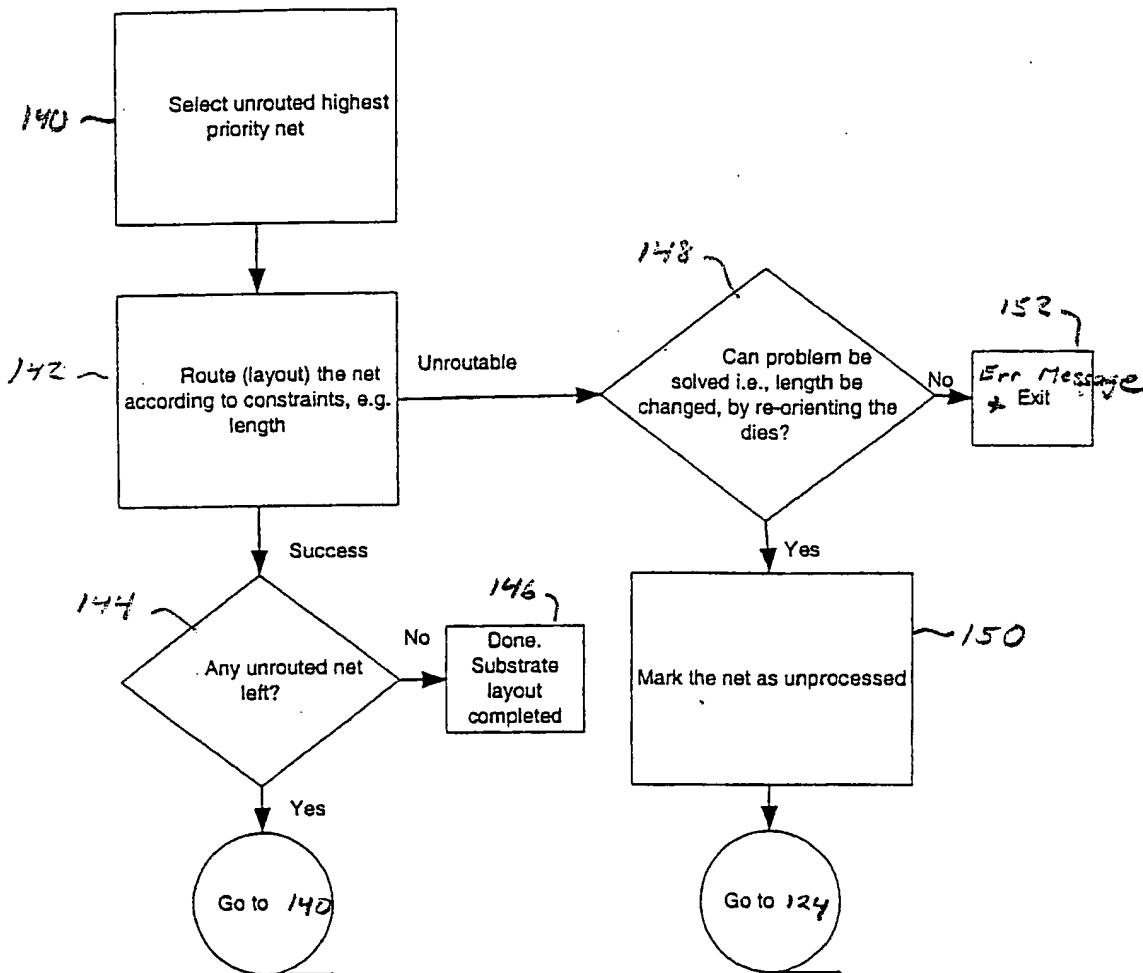 140
Select unrouted highest
priority net
142
Route (layout) the net
according to constraints, e.g.
length
Unroutable
148
Can problem be
solved i.e., length be
changed, by re-orienting the
dies?
No
152
Err Message
+ Exit
Success
Yes
144
Any unrouted net
left?
No
146
Done.
Substrate
layout
completed
150
Mark the net as unprocessed
Yes
Go to 140
Go to 124